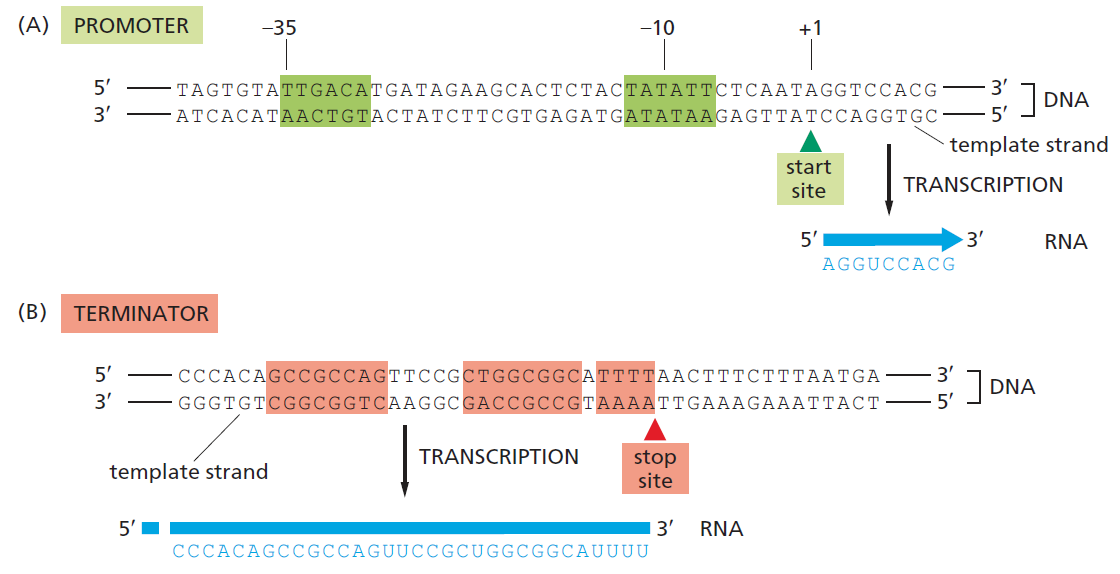 (A) PROMOTER
−35 −10 +1
5′ TAGTGTATTGACATGATAGAAGCACTCTACTATATTCTCAATAGGTCCACG 3′
3′ ATCACATAACTGTACTATCTTCGTGAGATGATATAAGAGTTATCCAGGTGC 5′
DNA
template strand
start
site
TRANSCRIPTION
5′ 3′ RNA
AGGUCCACG
(B) TERMINATOR
5′ CCCACAGCCGCCAGTTCCGCTGGCGGCATTTTAACTTTCTTTAATGA 3′
3′ GGGTGTCGGCGGTCAAGGCGACCGCCGTAAAATTGAAAGAAATTACT 5′
DNA
template strand
TRANSCRIPTION
stop
site
5′ 3′ RNA
CCCACAGCCGCCAGUUCCGCUGGCGGCAUUUU